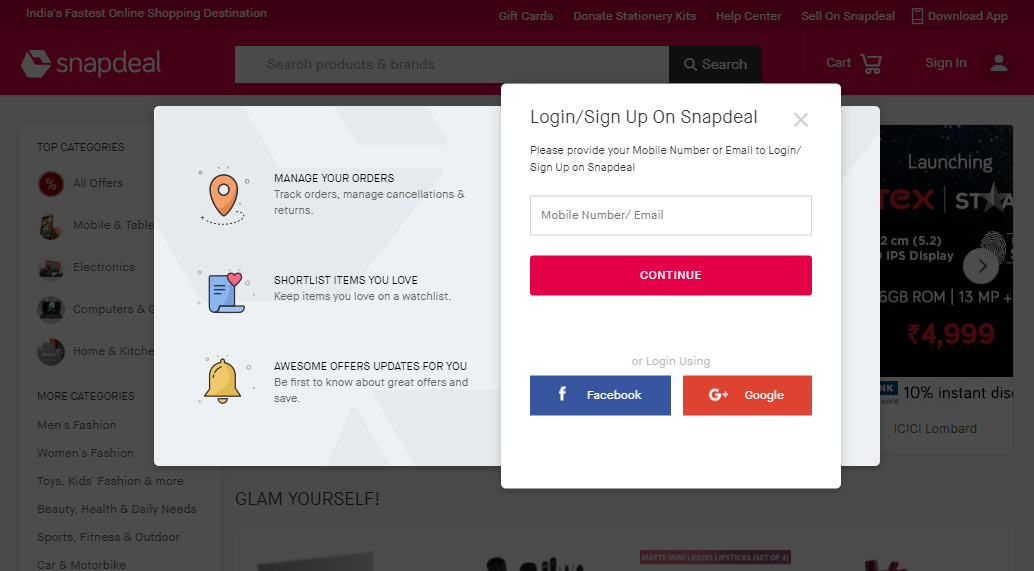 India's Fastest Online Shopping Destination
Gift Cards
Donate Stationery Kits
Help Center
Sell On Snapdeal
Download App
snapdeal
Search products & brands
Search
Cart
Sign In
TOP CATEGORIES
% All Offers
Mobile & Table
Electronics
Computers & G
Home & Kitche
MORE CATEGORIES
Men's Fashion
Women's Fashion
Toys, Kids' Fashion & more
Beauty, Health & Daily Needs
Sports, Fitness & Outdoor
Car & Motorbike
MANAGE YOUR ORDERS
Track orders, manage cancellations &
returns.
SHORTLIST ITEMS YOU LOVE
Keep items you love on a watchlist.
AWESOME OFFERS UPDATES FOR YOU
Be first to know about great offers and
save.
Login/Sign Up On Snapdeal
Please provide your Mobile Number or Email to Login/
Sign Up on Snapdeal
Mobile Number/ Email
CONTINUE
or Login Using
f Facebook
G+ Google
Launching
TEX | STA
2 cm (5.2)
IPS Display
6GB ROM | 13 MP +
₹4,999
NK
world
10% instant dis
ICICI Lombard
GLAM YOURSELF!
MATTE MINI LIQUID LIPSTICKS (SET OF 4)